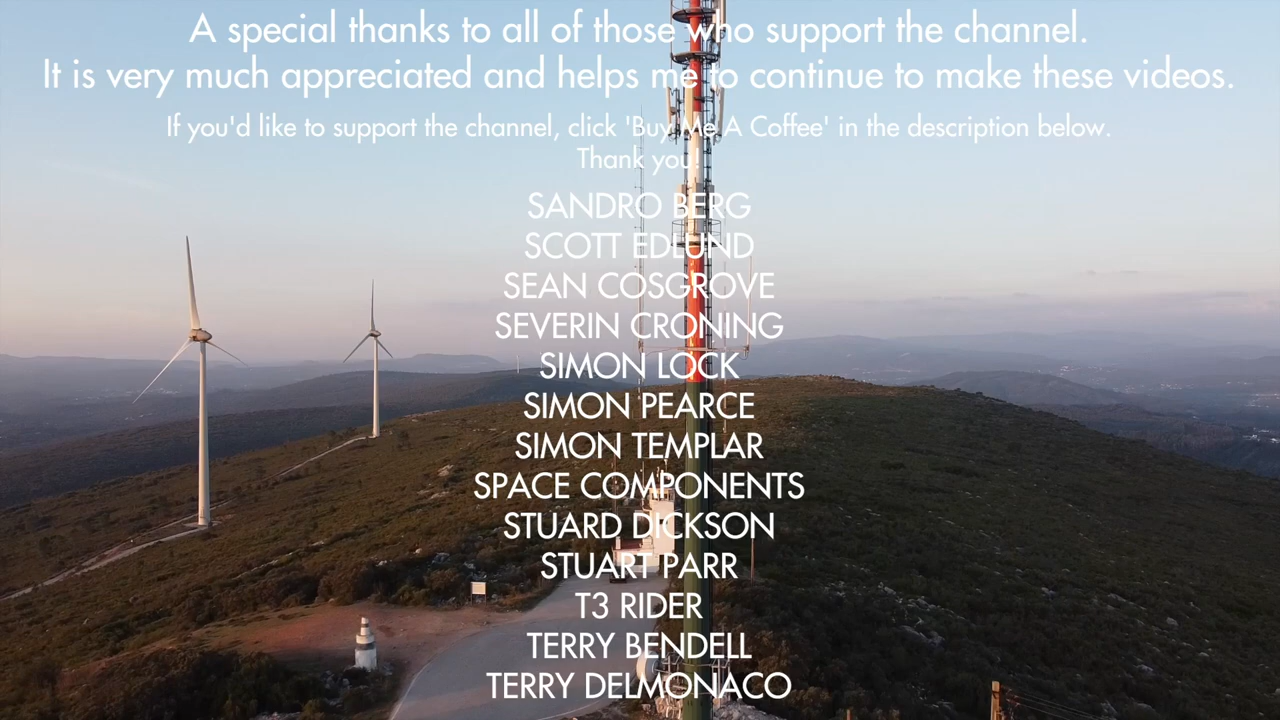 A special thanks to all of those who support the channel.
It is very much appreciated and helps me to continue to make these videos.
If you'd like to support the channel, click 'Buy Me A Coffee' in the description below.
Thank you!
SANDRO BERG
SCOTT EDLUND
SEAN COSGROVE
SEVERIN CRONING
SIMON LOCK
SIMON PEARCE
SIMON TEMPLAR
SPACE COMPONENTS
STUARD DICKSON
STUART PARR
T3 RIDER
TERRY BENDELL
TERRY DELMONACO